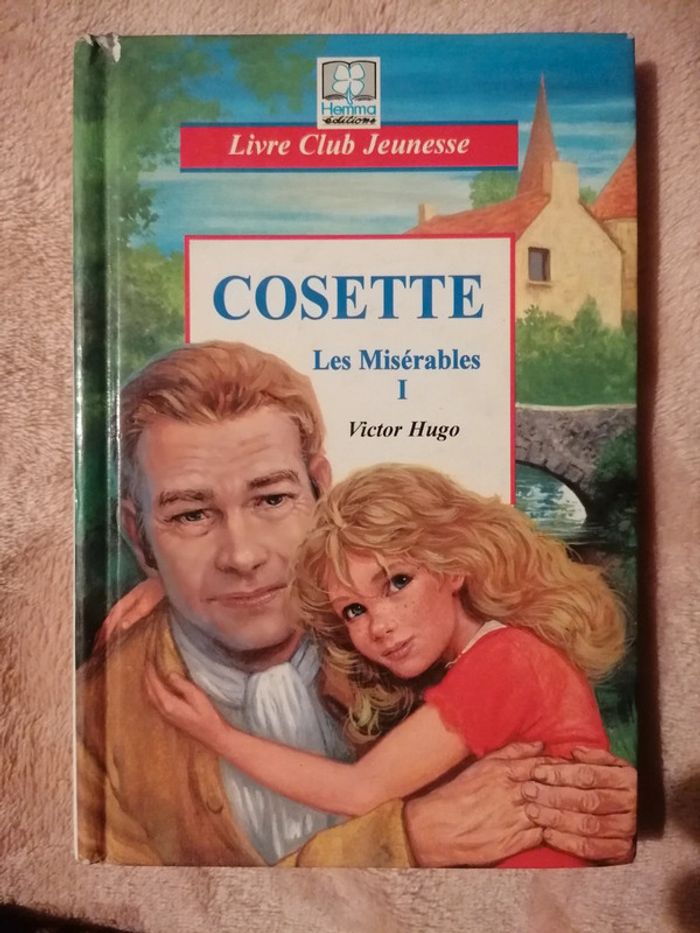 Hemma
éditions
Livre Club Jeunesse
COSETTE
Les Misérables
I
Victor Hugo